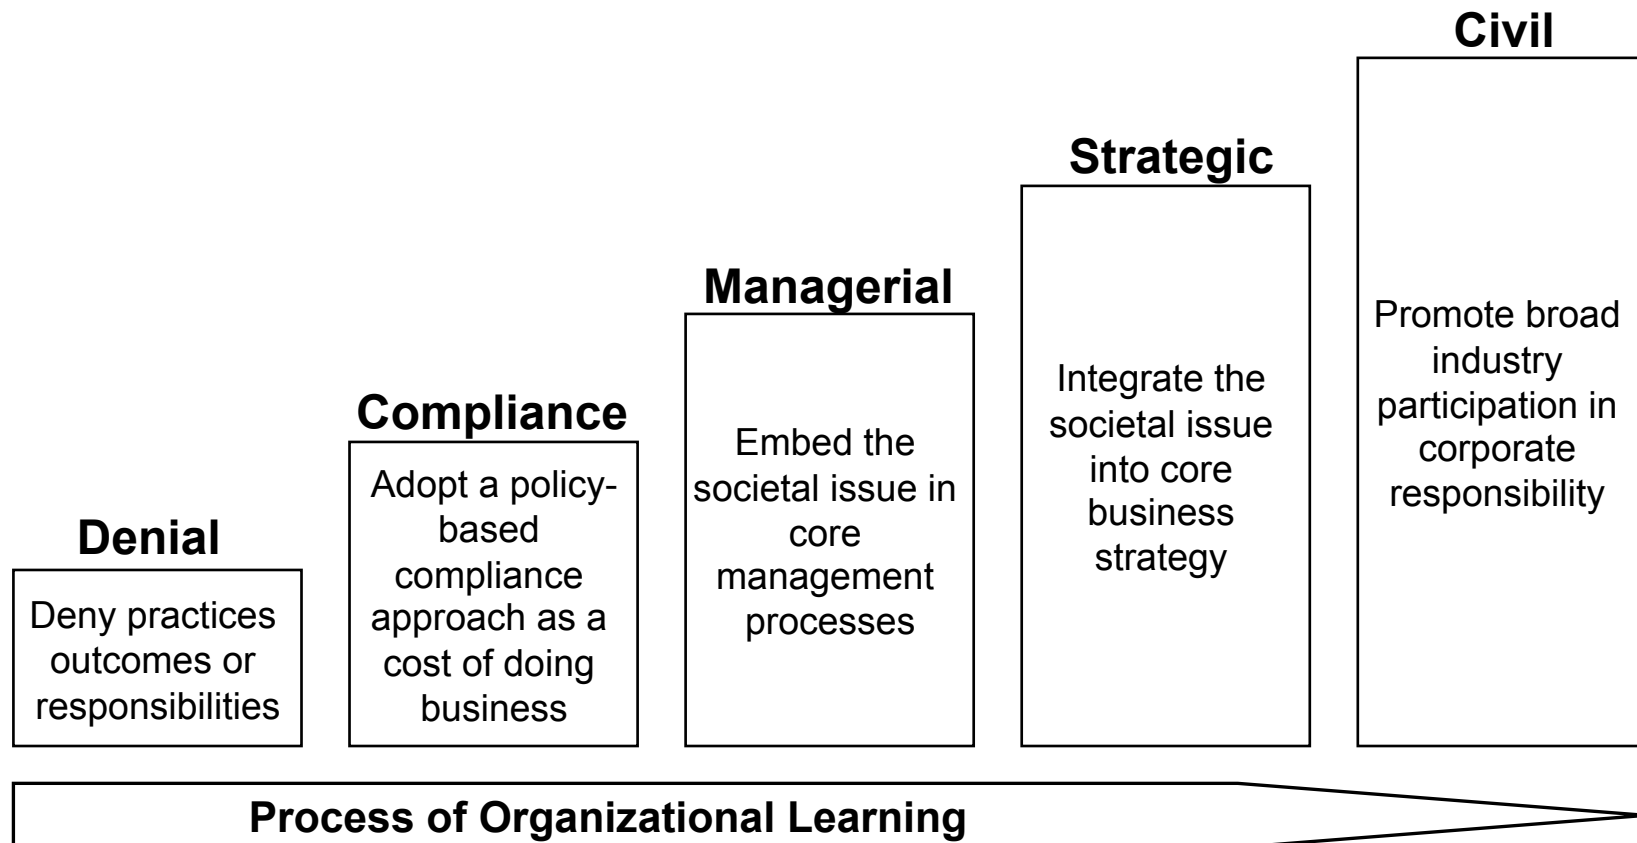 Denial
Deny practices
outcomes or
responsibilities
Compliance
Adopt a policy-
based
compliance
approach as a
cost of doing
business
Managerial
Embed the
societal issue in
core
management
processes
Strategic
Integrate the
societal issue
into core
business
strategy
Civil
Promote broad
industry
participation in
corporate
responsibility
Process of Organizational Learning